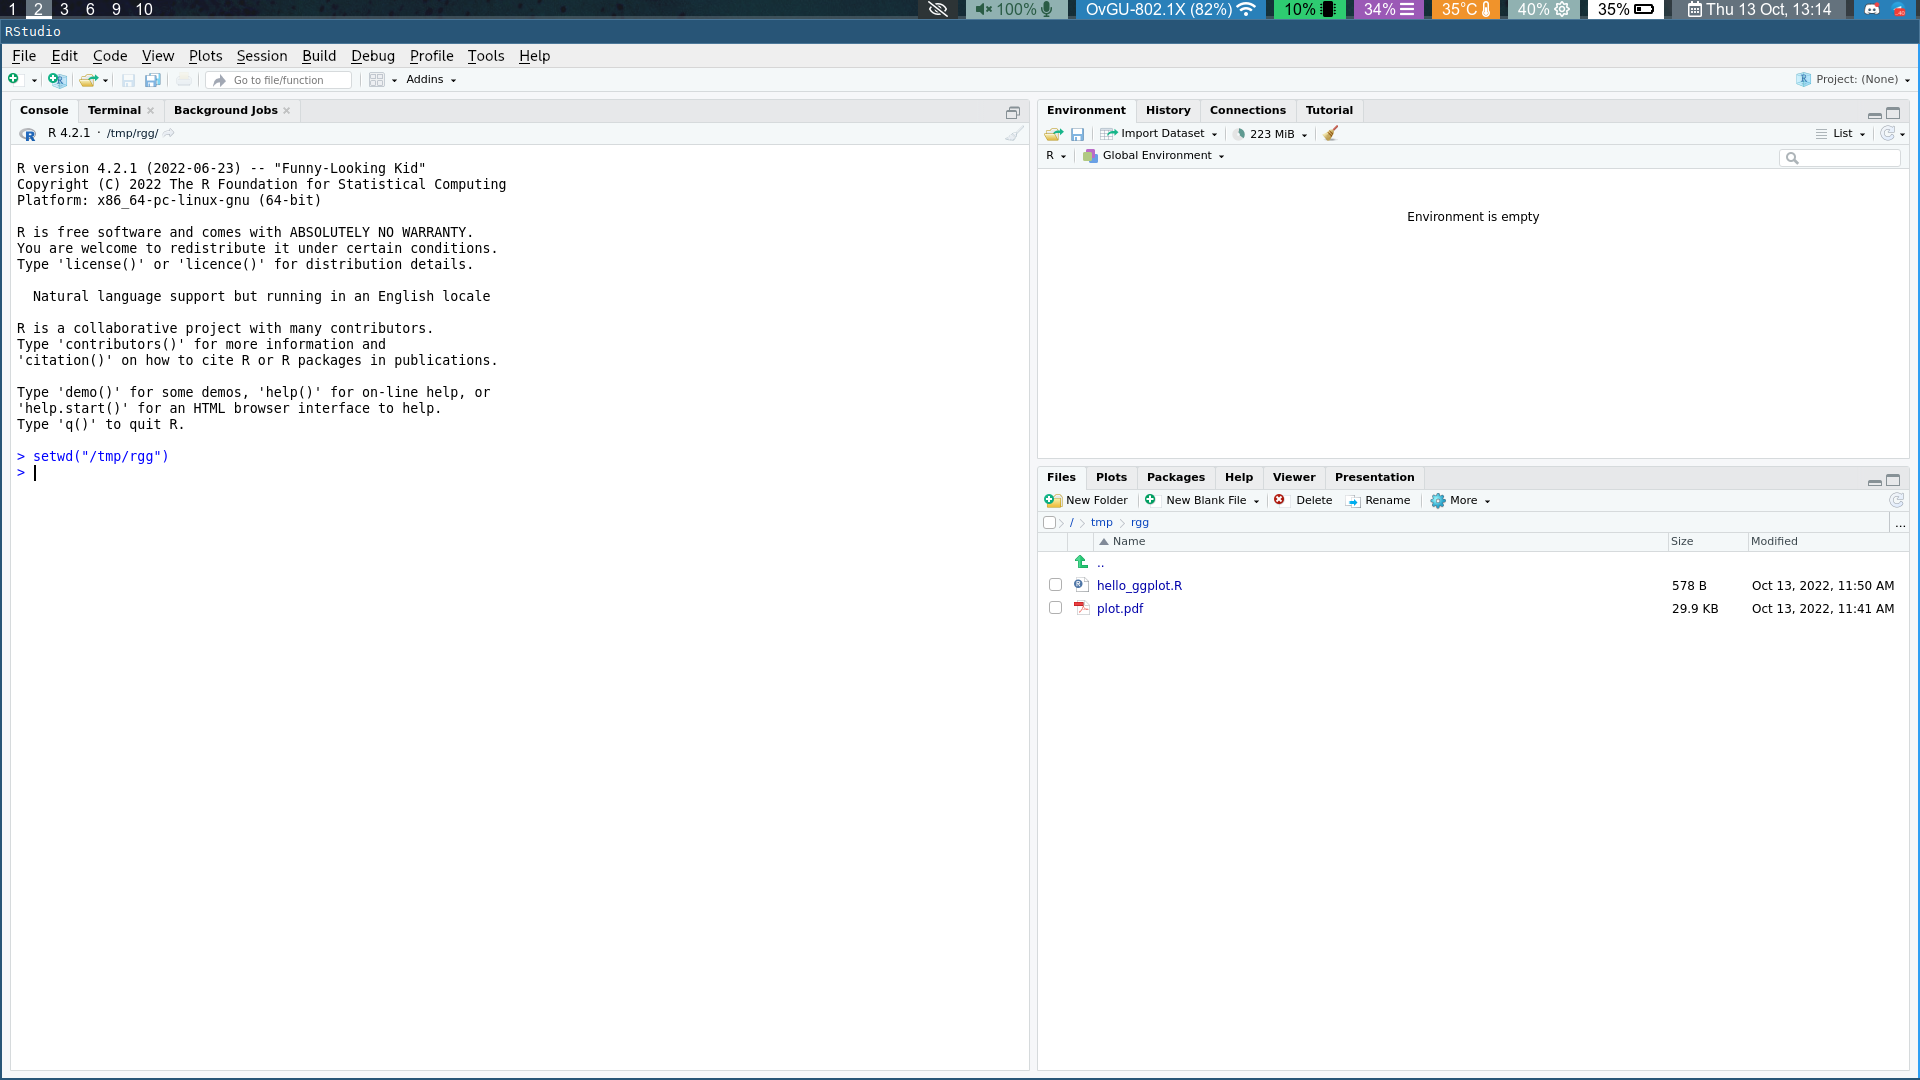 1 2 3 6 9 10 100% OvGU-802.1X (82%) 10% 34% 35°C 40% 35% Thu 13 Oct, 13:14
RStudio
File Edit Code View Plots Session Build Debug Profile Tools Help
Go to file/function Addins Project: (None)
Console Terminal Background Jobs
R 4.2.1 · /tmp/rgg/
R version 4.2.1 (2022-06-23) -- "Funny-Looking Kid"
Copyright (C) 2022 The R Foundation for Statistical Computing
Platform: x86_64-pc-linux-gnu (64-bit)
R is free software and comes with ABSOLUTELY NO WARRANTY.
You are welcome to redistribute it under certain conditions.
Type 'license()' or 'licence()' for distribution details.
Natural language support but running in an English locale
R is a collaborative project with many contributors.
Type 'contributors()' for more information and
'citation()' on how to cite R or R packages in publications.
Type 'demo()' for some demos, 'help()' for on-line help, or
'help.start()' for an HTML browser interface to help.
Type 'q()' to quit R.
> setwd("/tmp/rgg")
>
Environment History Connections Tutorial
Import Dataset 223 MiB List
R Global Environment
Environment is empty
Files Plots Packages Help Viewer Presentation
New Folder New Blank File Delete Rename More
/ tmp rgg ...
Name Size Modified
..
hello_ggplot.R 578 B Oct 13, 2022, 11:50 AM
plot.pdf 29.9 KB Oct 13, 2022, 11:41 AM